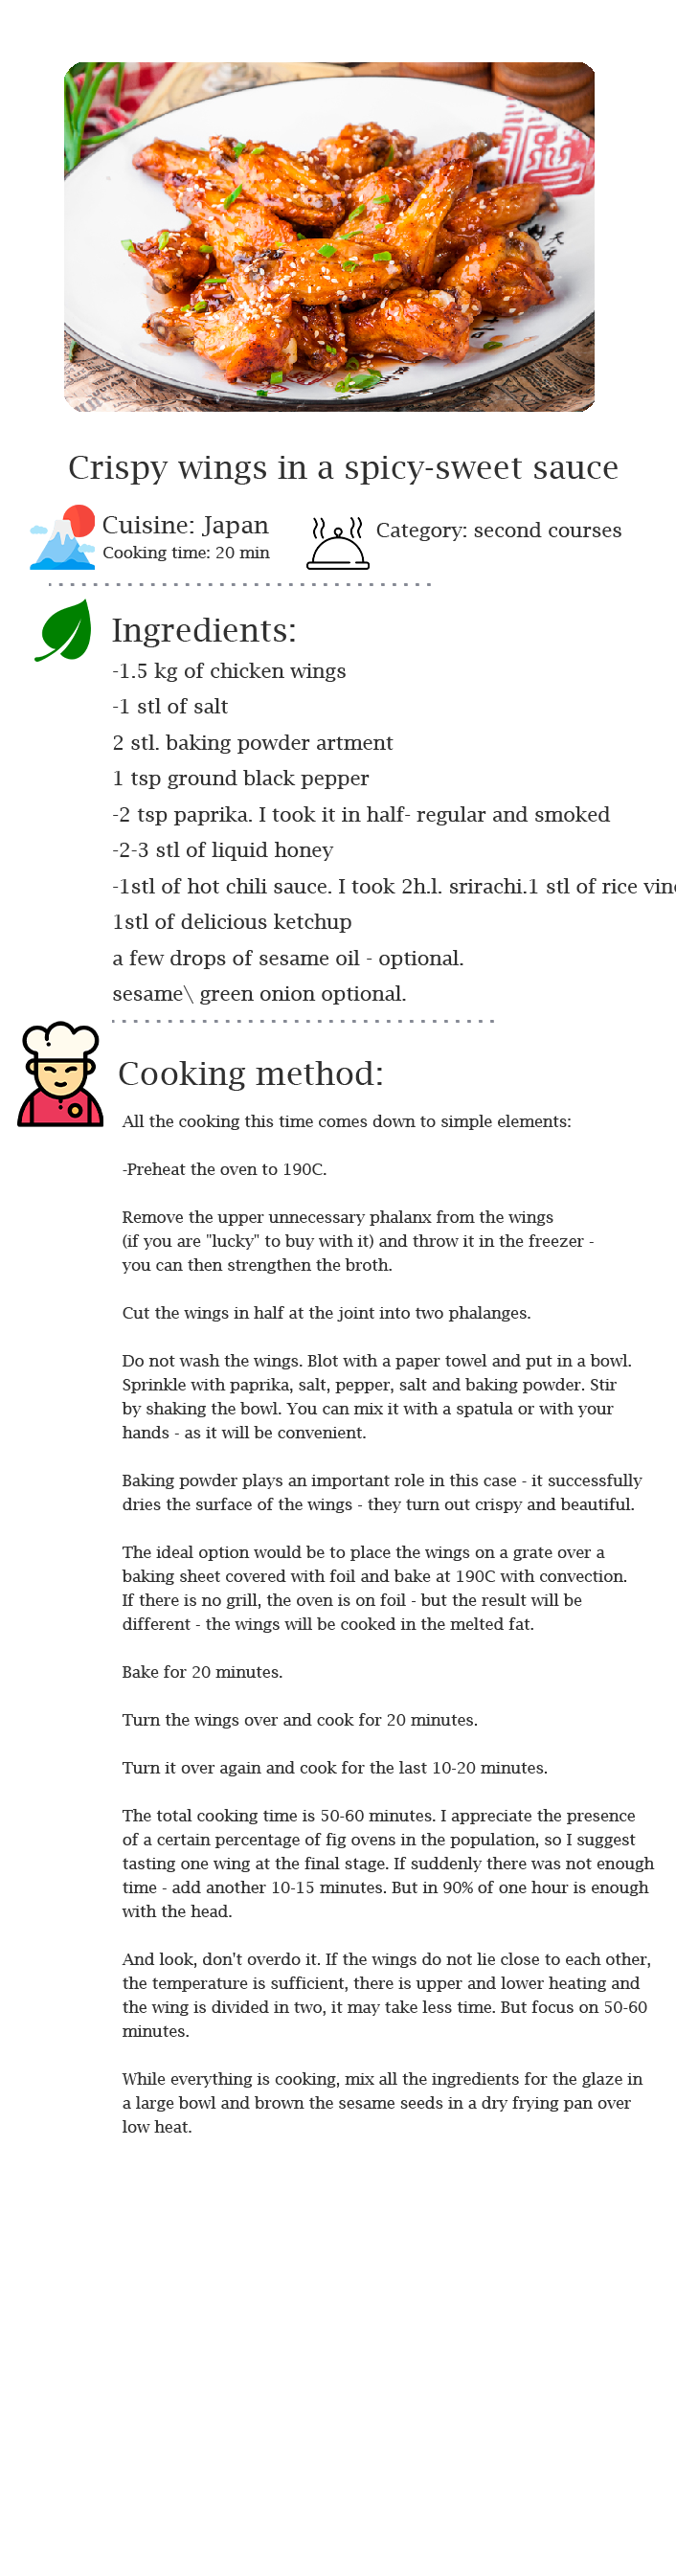 Crispy wings in a spicy-sweet sauce
Cuisine: Japan
Cooking time: 20 min
Category: second courses
Ingredients:
-1.5 kg of chicken wings
-1 stl of salt
2 stl. baking powder artment
1 tsp ground black pepper
-2 tsp paprika. I took it in half- regular and smoked
-2-3 stl of liquid honey
-1stl of hot chili sauce. I took 2h.l. srirachi.1 stl of rice
1stl of delicious ketchup
a few drops of sesame oil - optional.
sesame\ green onion optional.
Cooking method:
All the cooking this time comes down to simple elements:
-Preheat the oven to 190C.
Remove the upper unnecessary phalanx from the wings
(if you are "lucky" to buy with it) and throw it in the freezer -
you can then strengthen the broth.
Cut the wings in half at the joint into two phalanges.
Do not wash the wings. Blot with a paper towel and put in a bowl.
Sprinkle with paprika, salt, pepper, salt and baking powder. Stir
by shaking the bowl. You can mix it with a spatula or with your
hands - as it will be convenient.
Baking powder plays an important role in this case - it successfully
dries the surface of the wings - they turn out crispy and beautiful.
The ideal option would be to place the wings on a grate over a
baking sheet covered with foil and bake at 190C with convection.
If there is no grill, the oven is on foil - but the result will be
different - the wings will be cooked in the melted fat.
Bake for 20 minutes.
Turn the wings over and cook for 20 minutes.
Turn it over again and cook for the last 10-20 minutes.
The total cooking time is 50-60 minutes. I appreciate the presence
of a certain percentage of fig ovens in the population, so I suggest
tasting one wing at the final stage. If suddenly there was not enough
time - add another 10-15 minutes. But in 90% of one hour is enough
with the head.
And look, don't overdo it. If the wings do not lie close to each other,
the temperature is sufficient, there is upper and lower heating and
the wing is divided in two, it may take less time. But focus on 50-60
minutes.
While everything is cooking, mix all the ingredients for the glaze in
a large bowl and brown the sesame seeds in a dry frying pan over
low heat.